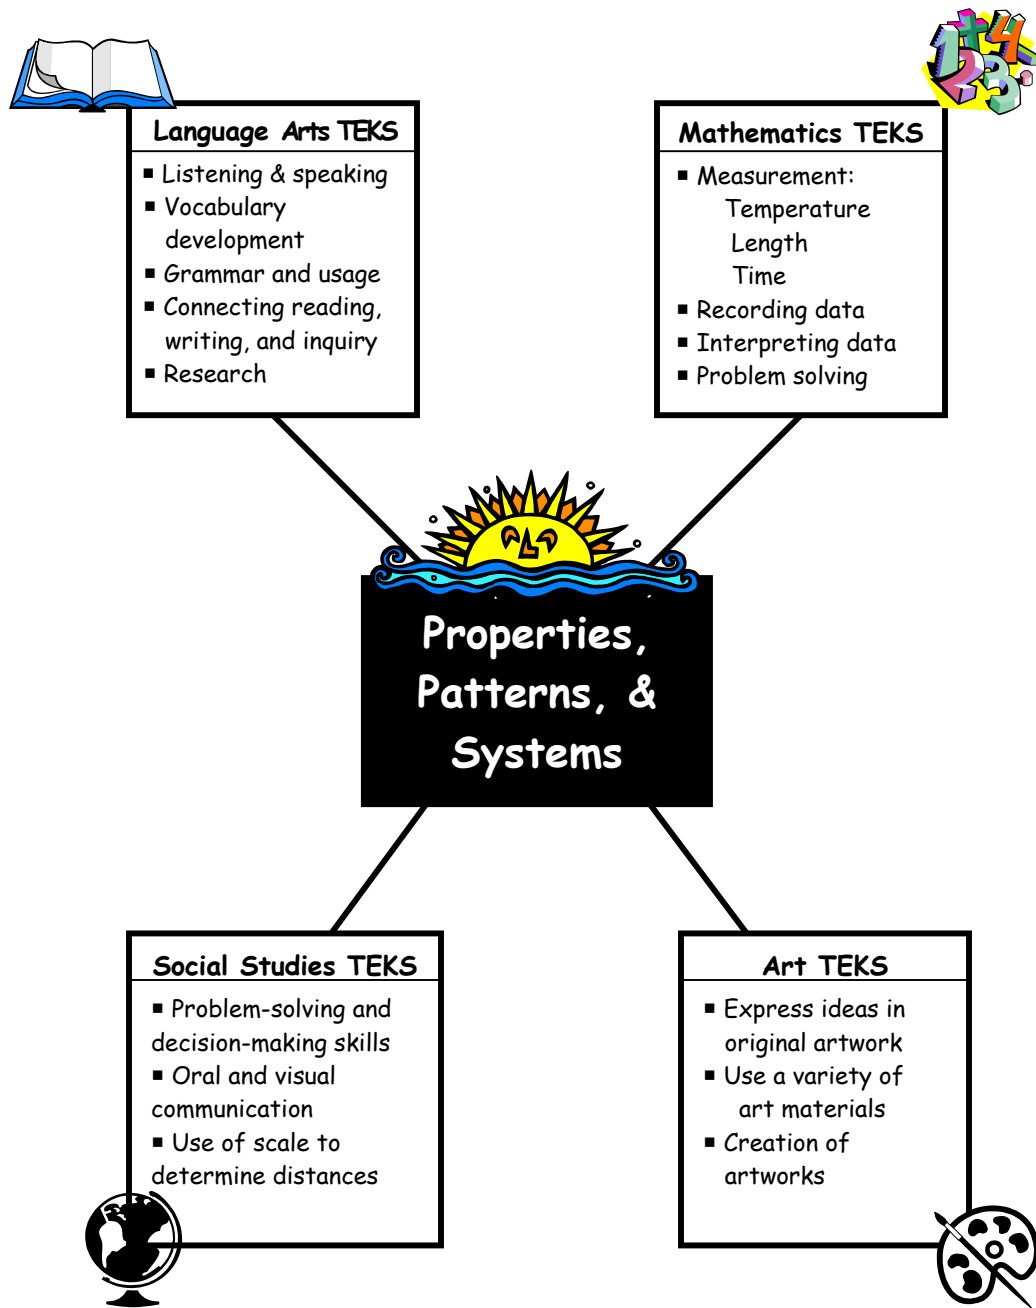 Language Arts TEKS
▪ Listening & speaking
▪ Vocabulary
development
▪ Grammar and usage
▪ Connecting reading,
writing, and inquiry
▪ Research
Mathematics TEKS
▪ Measurement:
Temperature
Length
Time
▪ Recording data
▪ Interpreting data
▪ Problem solving
Properties,
Patterns, &
Systems
Social Studies TEKS
▪ Problem-solving and
decision-making skills
▪ Oral and visual
communication
▪ Use of scale to
determine distances
Art TEKS
▪ Express ideas in
original artwork
▪ Use a variety of
art materials
▪ Creation of
artworks